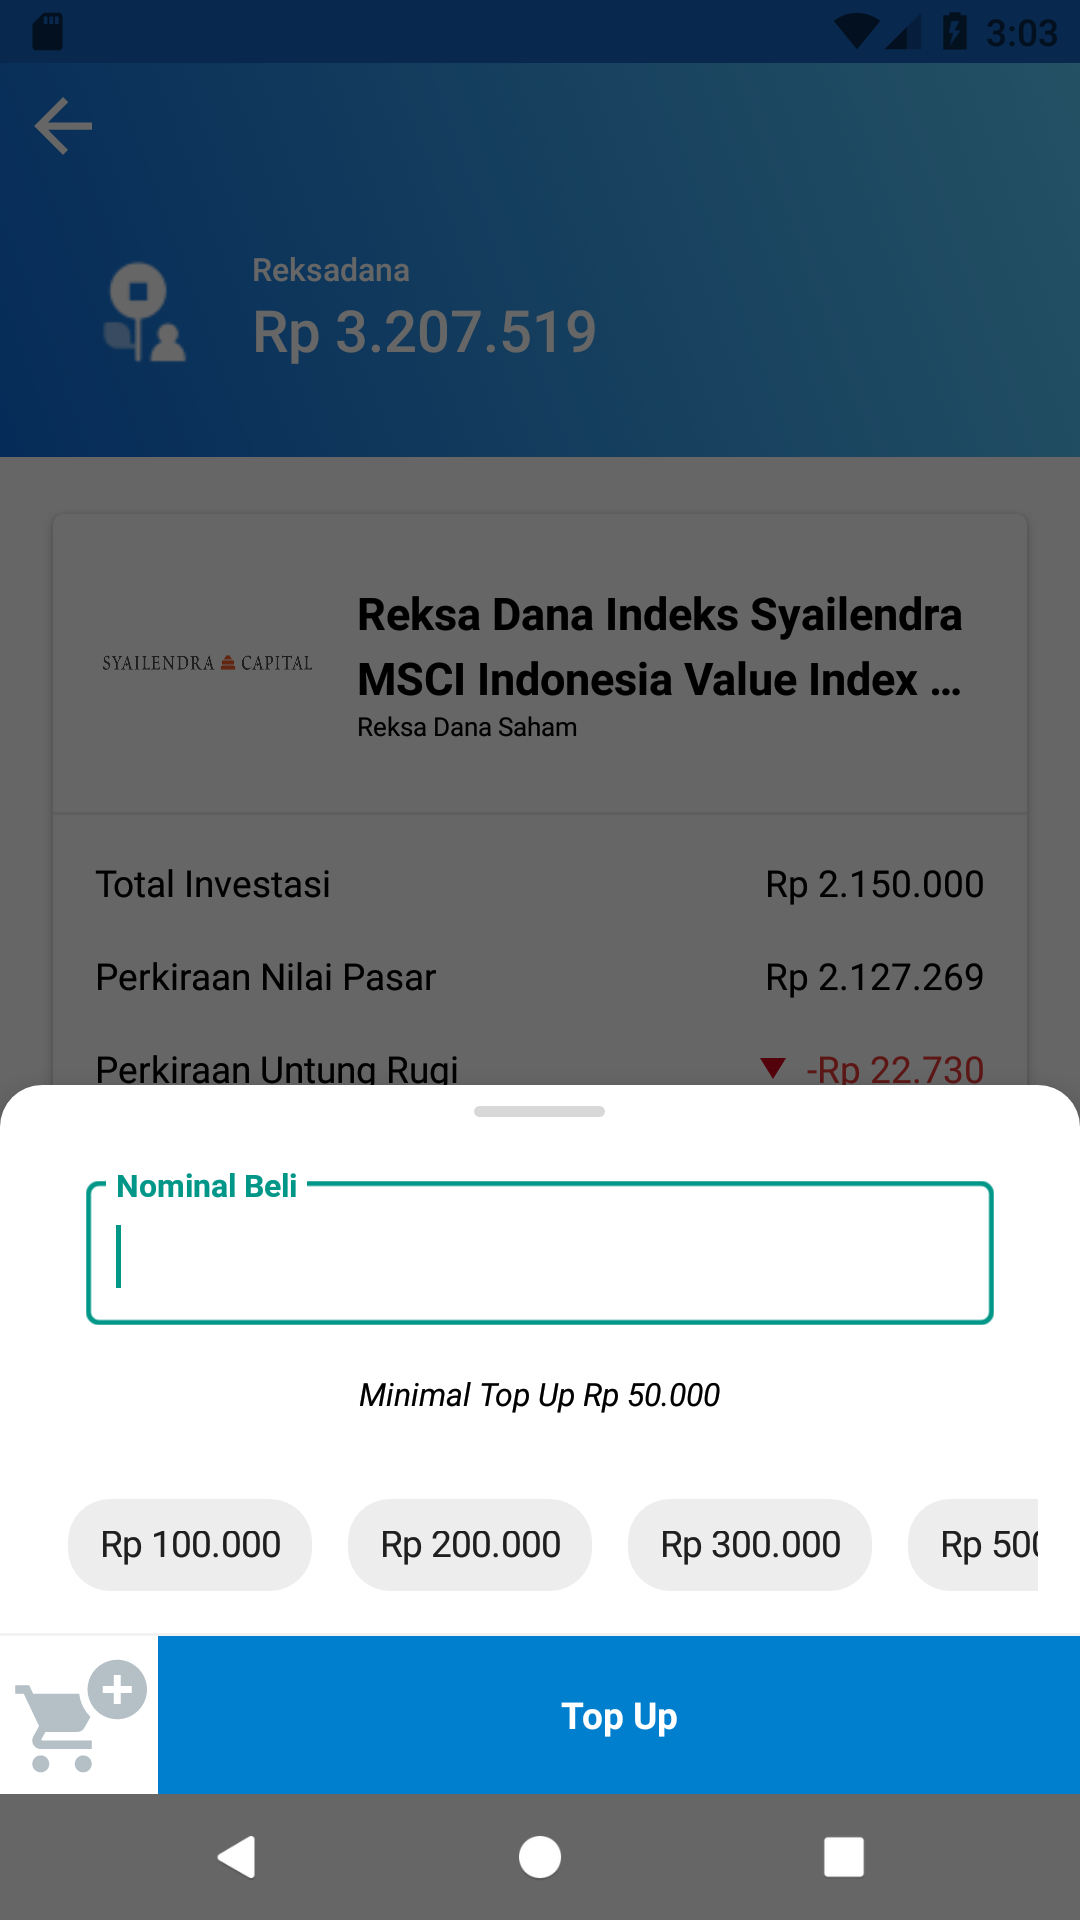 3:03
Reksadana
Rp 3.207.519
SYAILENDRA CAPITAL
Reksa Dana Indeks Syailendra
MSCI Indonesia Value Index ...
Reksa Dana Saham
Total Investasi Rp 2.150.000
Perkiraan Nilai Pasar Rp 2.127.269
Perkiraan Untung Rugi -Rp 22.730
Nominal Beli
Minimal Top Up Rp 50.000
Rp 100.000 Rp 200.000 Rp 300.000 Rp 500
Top Up